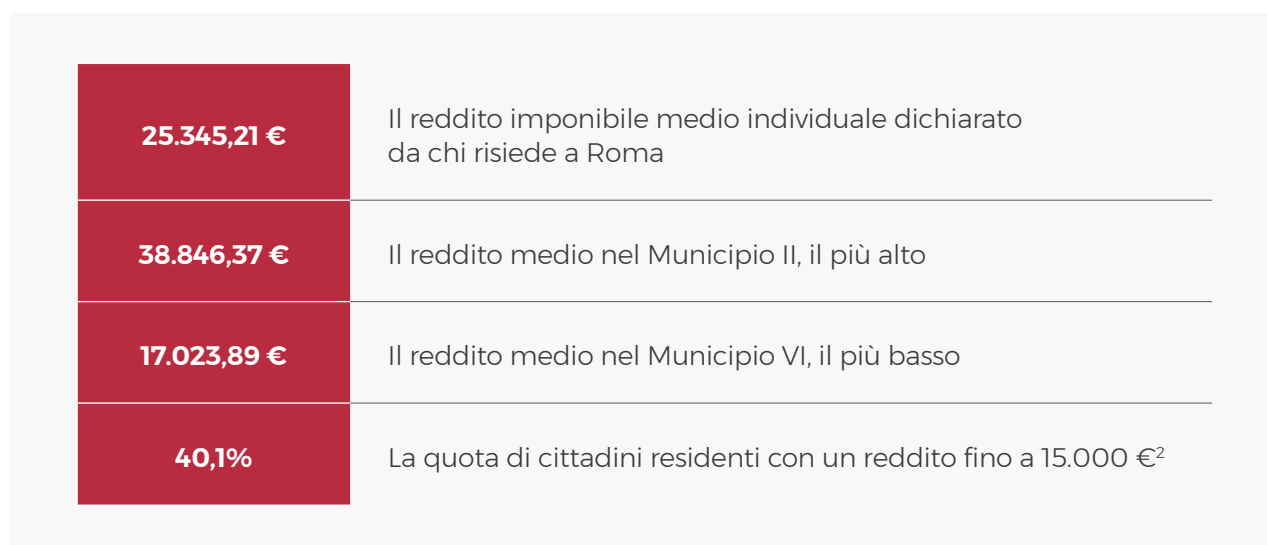 25.345,21 €
Il reddito imponibile medio individuale dichiarato
da chi risiede a Roma
38.846,37 €
Il reddito medio nel Municipio II, il più alto
17.023,89 €
Il reddito medio nel Municipio VI, il più basso
40,1%
La quota di cittadini residenti con un reddito fino a 15.000 €²